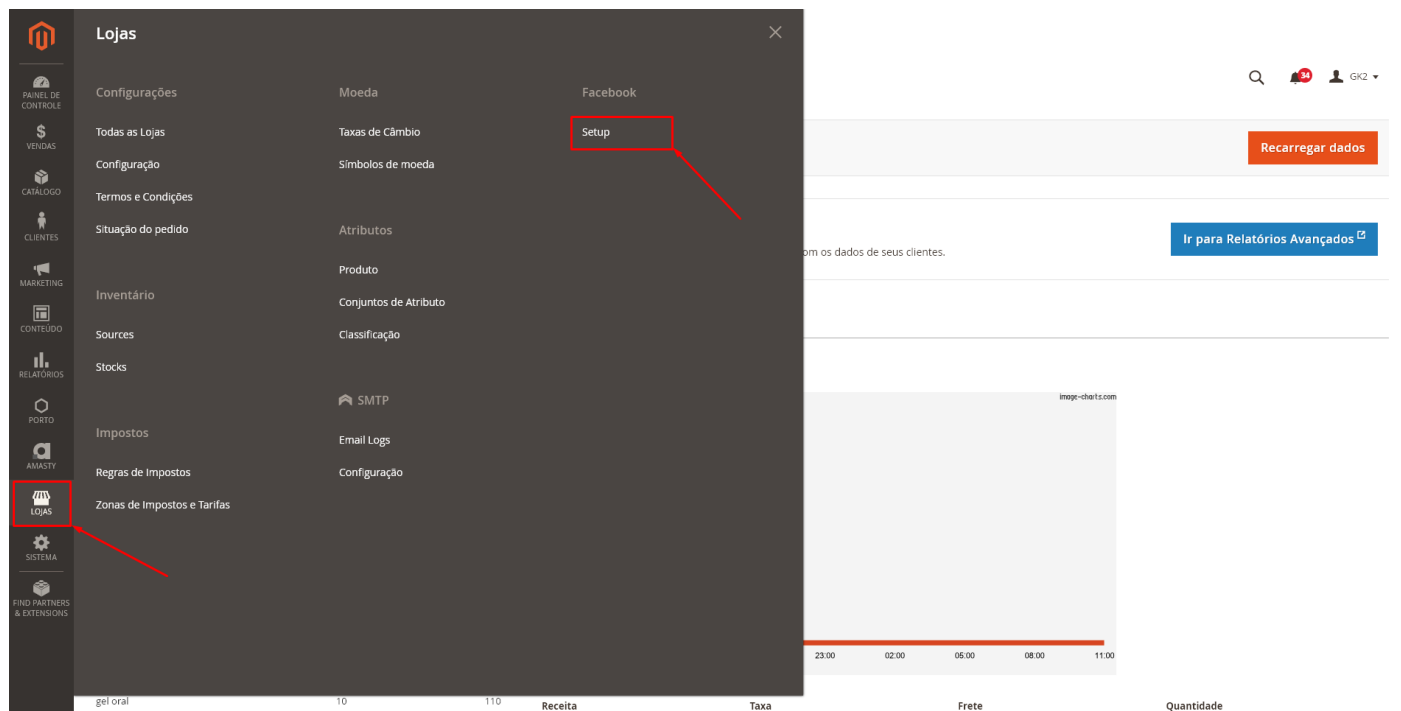 PAINEL DE
CONTROLE
VENDAS
CATÁLOGO
CLIENTES
MARKETING
CONTEÚDO
RELATÓRIOS
PORTO
AMASTY
LOJAS
SISTEMA
FIND PARTNERS
& EXTENSIONS
Lojas
Configurações
Todas as Lojas
Configuração
Termos e Condições
Situação do pedido
Inventário
Sources
Stocks
Impostos
Regras de Impostos
Zonas de Impostos e Tarifas
Moeda
Taxas de Câmbio
Símbolos de moeda
Atributos
Produto
Conjuntos de Atributo
Classificação
SMTP
Email Logs
Configuração
Facebook
Setup
34
GK2
Recarregar dados
om os dados de seus clientes.
Ir para Relatórios Avançados
image-charts.com
23:00 02:00 05:00 08:00 11:00
gel oral 10 110
Receita Taxa Frete Quantidade